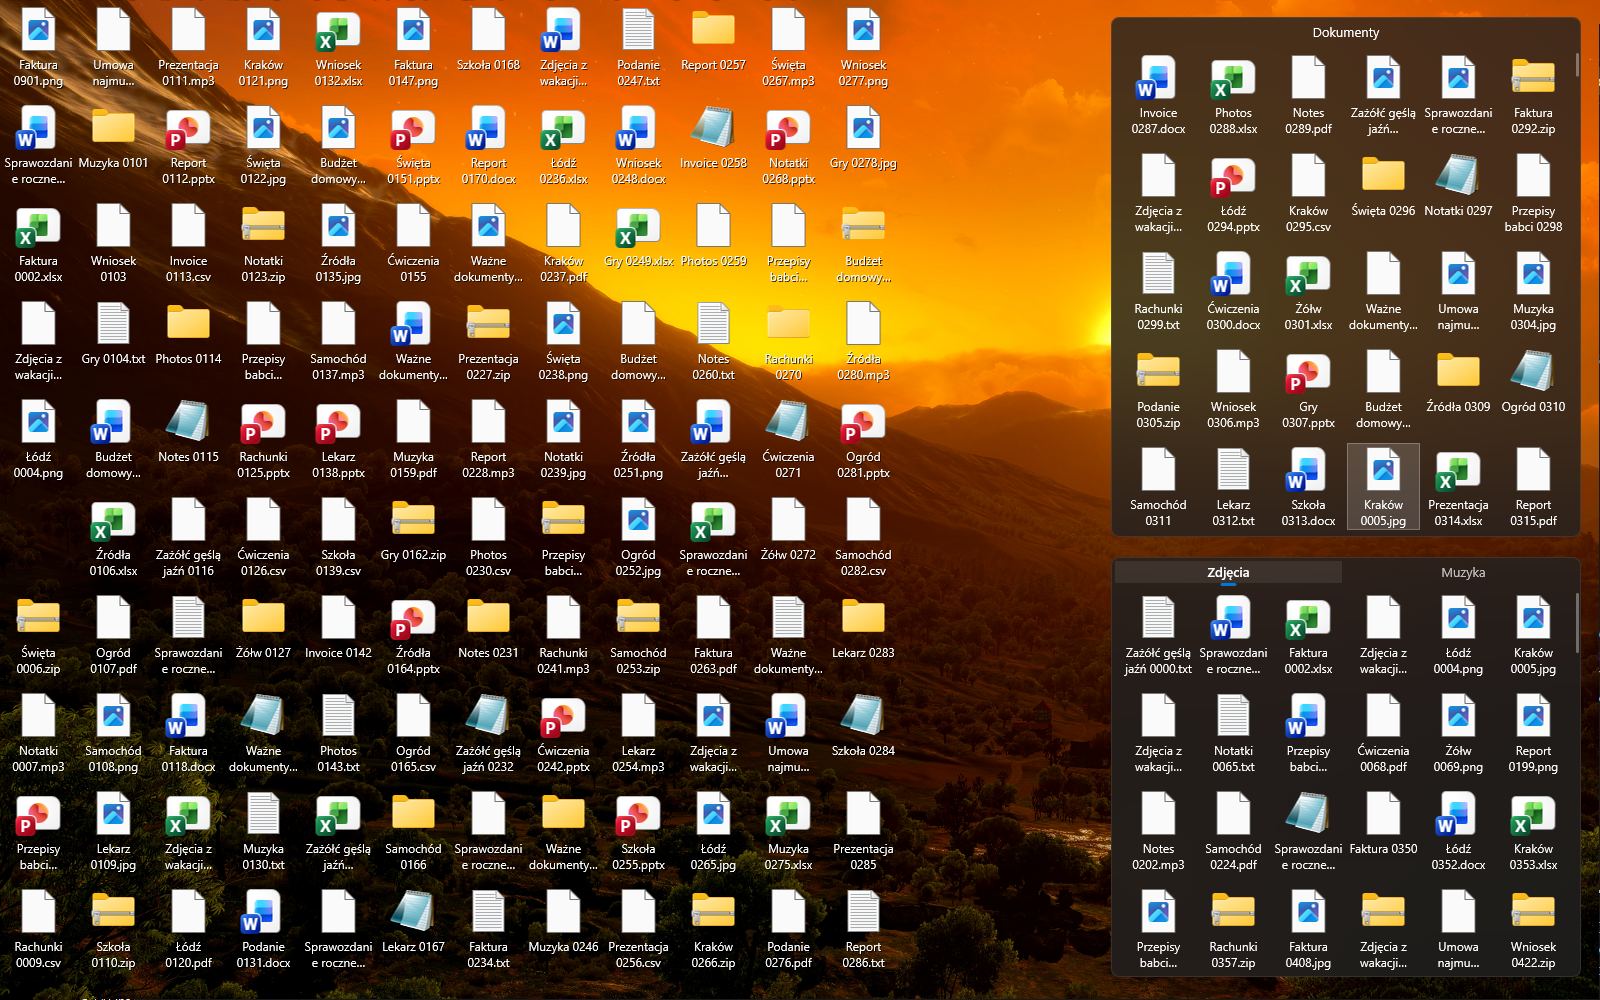 Faktura
0901.png
Umowa
najmu...
Prezentacja
0111.mp3
Kraków
0121.png
Wniosek
0132.xlsx
Faktura
0147.png
Szkoła 0168
Zdjęcia z
wakacji...
Podanie
0247.txt
Report 0257
Święta
0267.mp3
Wniosek
0277.png
Sprawozdani
e roczne...
Muzyka 0101
Report
0112.pptx
Święta
0122.jpg
Budżet
domowy...
Święta
0151.pptx
Report
0170.docx
Łódź
0236.xlsx
Wniosek
0248.docx
Invoice 0258
Notatki
0268.pptx
Gry 0278.jpg
Faktura
0002.xlsx
Wniosek
0103
Invoice
0113.csv
Notatki
0123.zip
Źródła
0135.jpg
Ćwiczenia
0155
Ważne
dokumenty...
Kraków
0237.pdf
Gry 0249.xlsx
Photos 0259
Przepisy
babci...
Budżet
domowy...
Zdjęcia z
wakacji...
Gry 0104.txt
Photos 0114
Przepisy
babci...
Samochód
0137.mp3
Ważne
dokumenty...
Prezentacja
0227.zip
Święta
0238.png
Budżet
domowy...
Notes
0260.txt
Rachunki
0270
Źródła
0280.mp3
Łódź
0004.png
Budżet
domowy...
Notes 0115
Rachunki
0125.pptx
Lekarz
0138.pptx
Muzyka
0159.pdf
Report
0228.mp3
Notatki
0239.jpg
Źródła
0251.png
Zażółć gęślą
jaźń...
Ćwiczenia
0271
Ogród
0281.pptx
Źródła
0106.xlsx
Zażółć gęślą
jaźń 0116
Ćwiczenia
0126.csv
Szkoła
0139.csv
Gry 0162.zip
Photos
0230.csv
Przepisy
babci...
Ogród
0252.jpg
Sprawozdani
e roczne...
Żółw 0272
Samochód
0282.csv
Święta
0006.zip
Ogród
0107.pdf
Sprawozdani
e roczne...
Żółw 0127
Invoice 0142
Źródła
0164.pptx
Notes 0231
Rachunki
0241.mp3
Samochód
0253.zip
Faktura
0263.pdf
Ważne
dokumenty...
Lekarz 0283
Notatki
0007.mp3
Samochód
0108.png
Faktura
0118.docx
Ważne
dokumenty...
Photos
0143.txt
Ogród
0165.csv
Zażółć gęślą
jaźń 0232
Ćwiczenia
0242.pptx
Lekarz
0254.mp3
Zdjęcia z
wakacji...
Umowa
najmu...
Szkoła 0284
Przepisy
babci...
Lekarz
0109.jpg
Zdjęcia z
wakacji...
Muzyka
0130.txt
Zażółć gęślą
jaźń...
Samochód
0166
Sprawozdani
e roczne...
Ważne
dokumenty...
Szkoła
0255.pptx
Łódź
0265.jpg
Muzyka
0275.xlsx
Prezentacja
0285
Rachunki
0009.csv
Szkoła
0110.zip
Łódź
0120.pdf
Podanie
0131.docx
Sprawozdani
e roczne...
Lekarz 0167
Faktura
0234.txt
Muzyka 0246
Prezentacja
0256.csv
Kraków
0266.zip
Podanie
0276.pdf
Report
0286.txt
Dokumenty
Invoice
0287.docx
Photos
0288.xlsx
Notes
0289.pdf
Zażółć gęślą
jaźń...
Sprawozdani
e roczne...
Faktura
0292.zip
Zdjęcia z
wakacji...
Łódź
0294.pptx
Kraków
0295.csv
Święta 0296
Notatki 0297
Przepisy
babci 0298
Rachunki
0299.txt
Ćwiczenia
0300.docx
Żółw
0301.xlsx
Ważne
dokumenty...
Umowa
najmu...
Muzyka
0304.jpg
Podanie
0305.zip
Wniosek
0306.mp3
Gry
0307.pptx
Budżet
domowy...
Źródła 0309
Ogród 0310
Samochód
0311
Lekarz
0312.txt
Szkoła
0313.docx
Kraków
0005.jpg
Prezentacja
0314.xlsx
Report
0315.pdf
Zdjęcia
Muzyka
Zażółć gęślą
jaźń 0000.txt
Sprawozdani
e roczne...
Faktura
0002.xlsx
Zdjęcia z
wakacji...
Łódź
0004.png
Kraków
0005.jpg
Zdjęcia z
wakacji...
Notatki
0065.txt
Przepisy
babci...
Ćwiczenia
0068.pdf
Żółw
0069.png
Report
0199.png
Notes
0202.mp3
Samochód
0224.pdf
Sprawozdani
e roczne...
Faktura 0350
Łódź
0352.docx
Kraków
0353.xlsx
Przepisy
babci...
Rachunki
0357.zip
Faktura
0408.jpg
Zdjęcia z
wakacji...
Umowa
najmu...
Wniosek
0422.zip